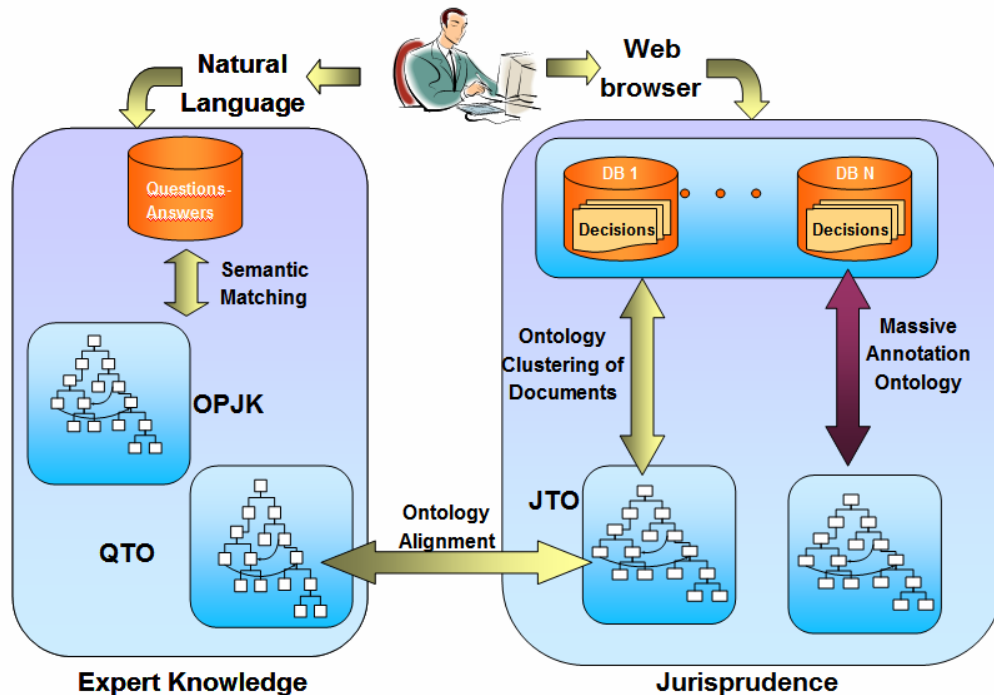 Natural
Language
Web
browser
Questions-
Answers
Semantic
Matching
OPJK
QTO
Expert Knowledge
Ontology
Alignment
DB 1
Decisions
DB N
Decisions
Ontology
Clustering of
Documents
Massive
Annotation
Ontology
JTO
Jurisprudence